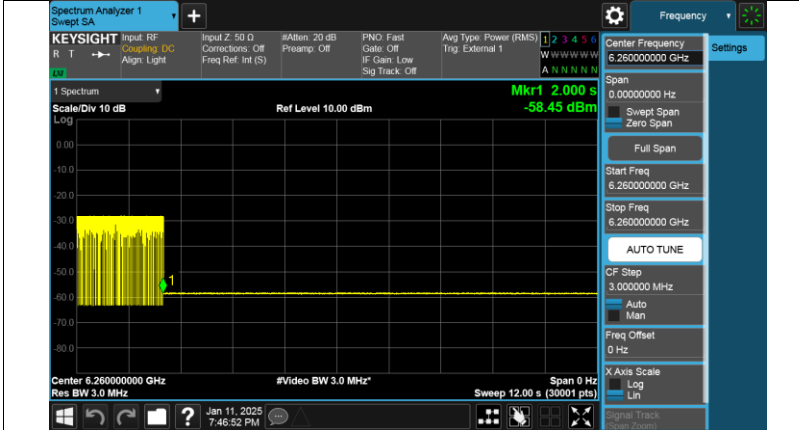 Spectrum Analyzer 1
Swept SA
Frequency
KEYSIGHT
R T
Input: RF
Coupling: DC
Align: Light
Input Z: 50 Ω
Corrections: Off
Freq Ref: Int (S)
#Atten: 20 dB
Preamp: Off
PNO: Fast
Gate: Off
IF Gain: Low
Sig Track: Off
Avg Type: Power (RMS)
Trig: External 1
1 2 3 4 5 6
W W W W W W
A N N N N N
1 Spectrum
Scale/Div 10 dB
Ref Level 10.00 dBm
Mkr1 2.000 s
-58.45 dBm
Log
0.00
-10.0
-20.0
-30.0
-40.0
-50.0
-60.0
-70.0
-80.0
1
Center 6.260000000 GHz
Res BW 3.0 MHz
#Video BW 3.0 MHz*
Span 0 Hz
Sweep 12.00 s (30001 pts)
Jan 11, 2025
7:46:52 PM
Center Frequency
6.260000000 GHz
Span
0.00000000 Hz
Swept Span
Zero Span
Full Span
Start Freq
6.260000000 GHz
Stop Freq
6.260000000 GHz
AUTO TUNE
CF Step
3.000000 MHz
Auto
Man
Freq Offset
0 Hz
X Axis Scale
Log
Lin
Signal Track
(Span Zoom)
Settings